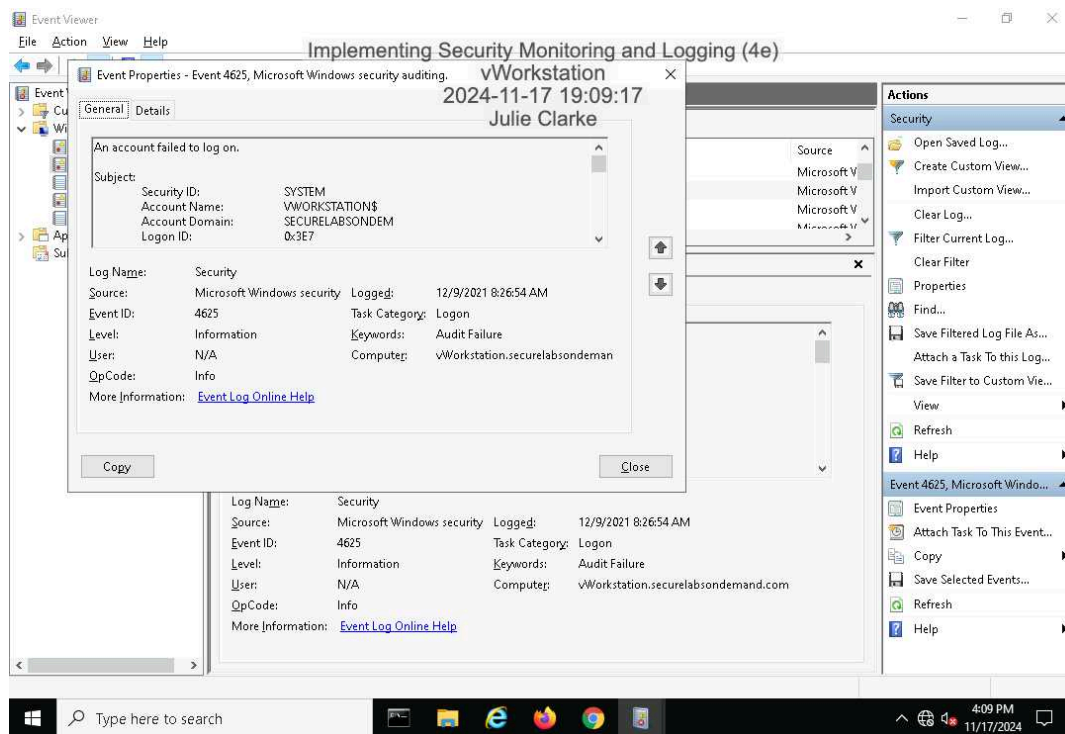 Event Viewer
File Action View Help
Implementing Security Monitoring and Logging (4e)
vWorkstation
2024-11-17 19:09:17
Julie Clarke
Event Properties - Event 4625, Microsoft Windows security auditing.
General Details
An account failed to log on.
Subject:
Security ID: SYSTEM
Account Name: VWORKSTATION$
Account Domain: SECURELABSONDEM
Logon ID: 0x3E7
Log Name: Security
Source: Microsoft Windows security Logged: 12/9/2021 8:26:54 AM
Event ID: 4625 Task Category: Logon
Level: Information Keywords: Audit Failure
User: N/A Computer: vWorkstation.securelabsondeman
OpCode: Info
More Information: Event Log Online Help
Copy Close
Event
Cu
Wi
Ap
Su
Source
Microsoft V
Microsoft V
Microsoft V
Microsoft V
Log Name: Security
Source: Microsoft Windows security Logged: 12/9/2021 8:26:54 AM
Event ID: 4625 Task Category: Logon
Level: Information Keywords: Audit Failure
User: N/A Computer: vWorkstation.securelabsondemand.com
OpCode: Info
More Information: Event Log Online Help
Actions
Security
Open Saved Log...
Create Custom View...
Import Custom View...
Clear Log...
Filter Current Log...
Clear Filter
Properties
Find...
Save Filtered Log File As...
Attach a Task To this Log...
Save Filter to Custom Vie...
View
Refresh
Help
Event 4625, Microsoft Windo...
Event Properties
Attach Task To This Event...
Copy
Save Selected Events...
Refresh
Help
Type here to search
4:09 PM
11/17/2024